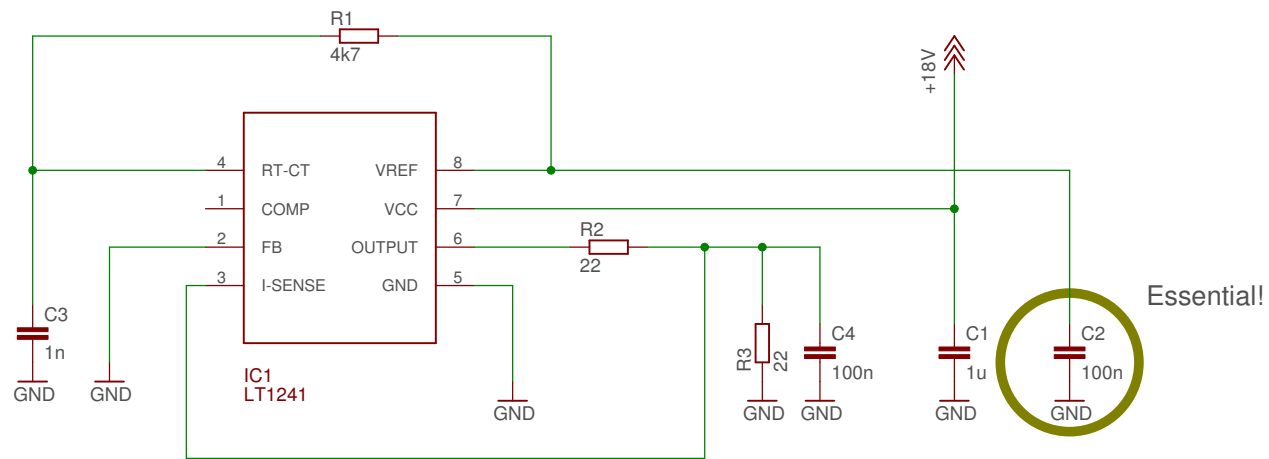 R1
4k7
+18V
4
RT-CT
VREF
8
1
COMP
VCC
7
2
FB
OUTPUT
6
3
I-SENSE
GND
5
R2
22
Essential!
C3
1n
GND
GND
IC1
LT1241
GND
R3
22
GND
C4
100n
GND
C1
1u
GND
C2
100n
GND